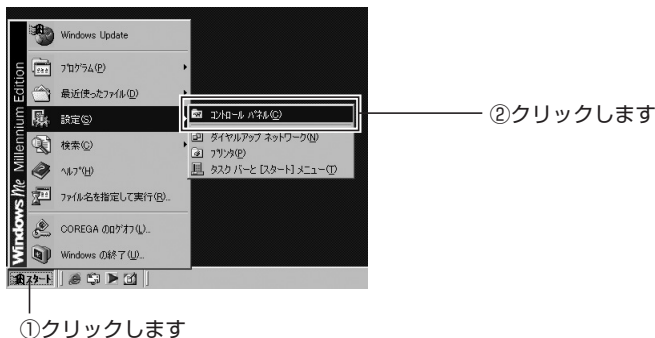 Windows Me Millennium Edition
Windows Update
ﾌﾟﾛｸﾞﾗﾑ(P)
最近使ったﾌｧｲﾙ(D)
設定(S)
検索(C)
ﾍﾙﾌﾟ(H)
ﾌｧｲﾙ名を指定して実行(R)...
COREGA のﾛｸﾞｵﾌ(L)...
Windows の終了(U)...
ｺﾝﾄﾛｰﾙ ﾊﾟﾈﾙ(C)
ダイヤルアップ ネットワーク(N)
ﾌﾟﾘﾝﾀ(P)
タスク バーと [スタート] メニュー(T)
スタート
②クリックします
①クリックします